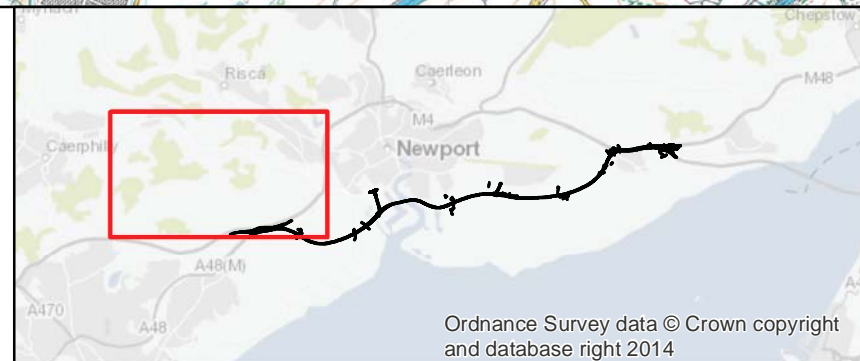 Chepstow
Risca
Caerleon
M48
M4
Caerphilly
Newport
A48(M)
A470
A48
Ordnance Survey data © Crown copyright
and database right 2014